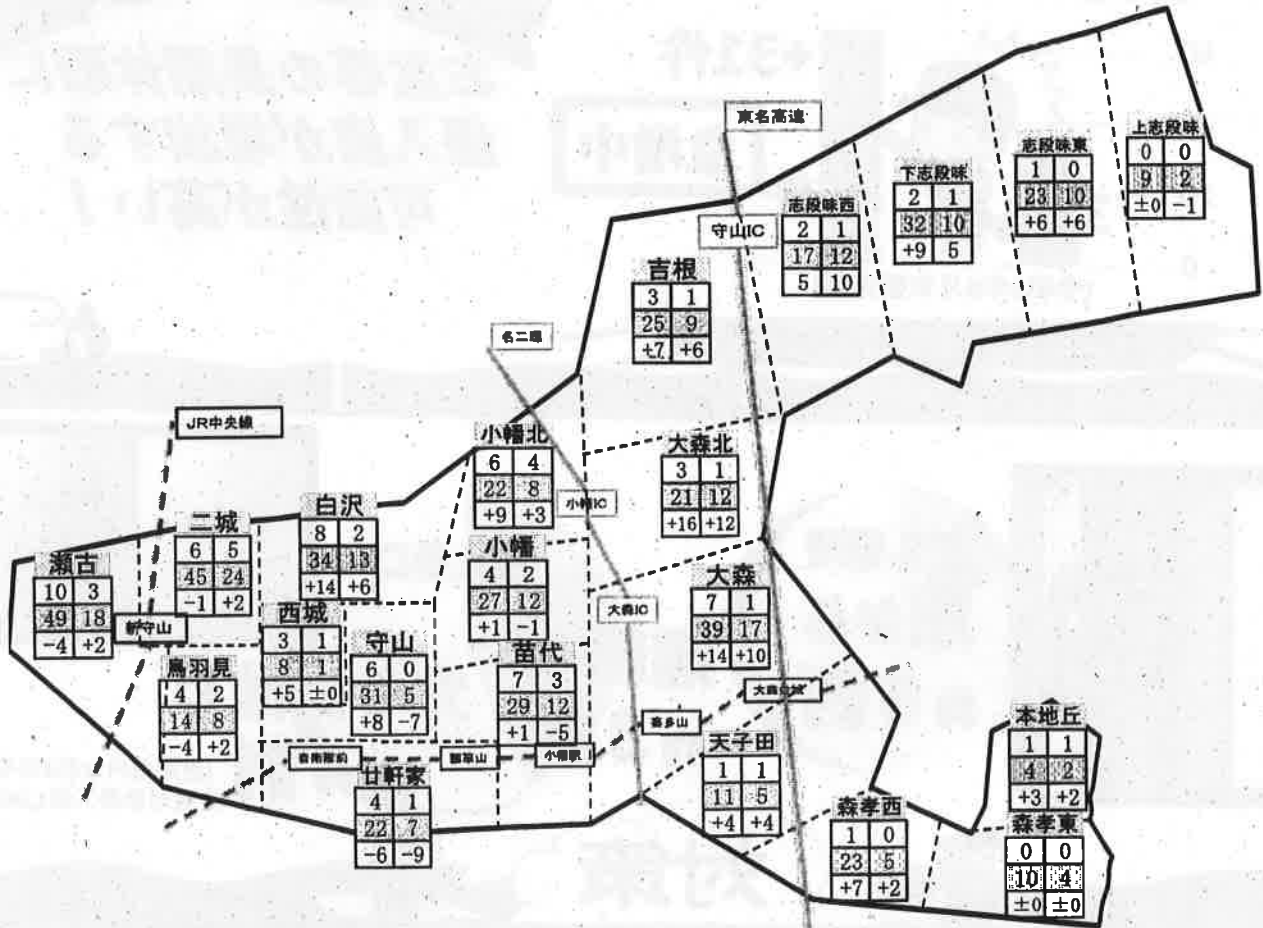 東名高速
守山IC
名二環
小幡IC
大森IC
JR中央線
新守山
喜多山
小幡駅
上志段味
0 0
9 2
±0 -1
志段味東
1 0
23 10
+6 +6
下志段味
2 1
32 10
+9 5
志段味西
2 1
17 12
5 10
吉根
3 1
25 9
+7 +6
小幡北
6 4
22 8
+9 +3
大森北
3 1
21 12
+16 +12
白沢
8 2
34 13
+14 +6
二城
6 5
45 24
-1 +2
瀬古
10 3
49 18
-4 +2
小幡
4 2
27 12
+1 -1
大森
7 1
39 17
+14 +10
西城
3 1
8 1
+5 ±0
守山
6 0
31 5
+8 -7
苗代
7 3
29 12
+1 -5
鳥羽見
4 2
14 8
-4 +2
廿軒家
4 1
22 7
-6 -9
天子田
1 1
11 5
+4 +4
本地丘
1 1
4 2
+3 +2
森孝西
1 0
23 5
+7 +2
森孝東
0 0
10 4
±0 ±0
+31件
急増中
対策